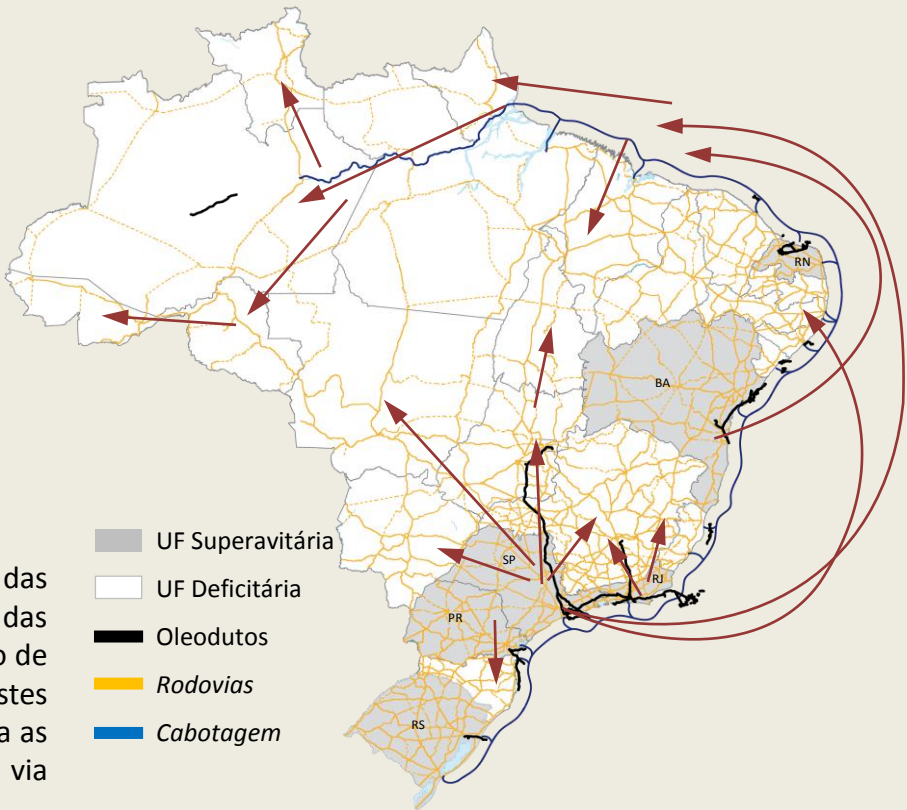 RN
BA
SP
RJ
PR
RS
UF Superavitária
UF Deficitária
Oleodutos
Rodovias
Cabotagem
das
das
o de
stes
a as
via